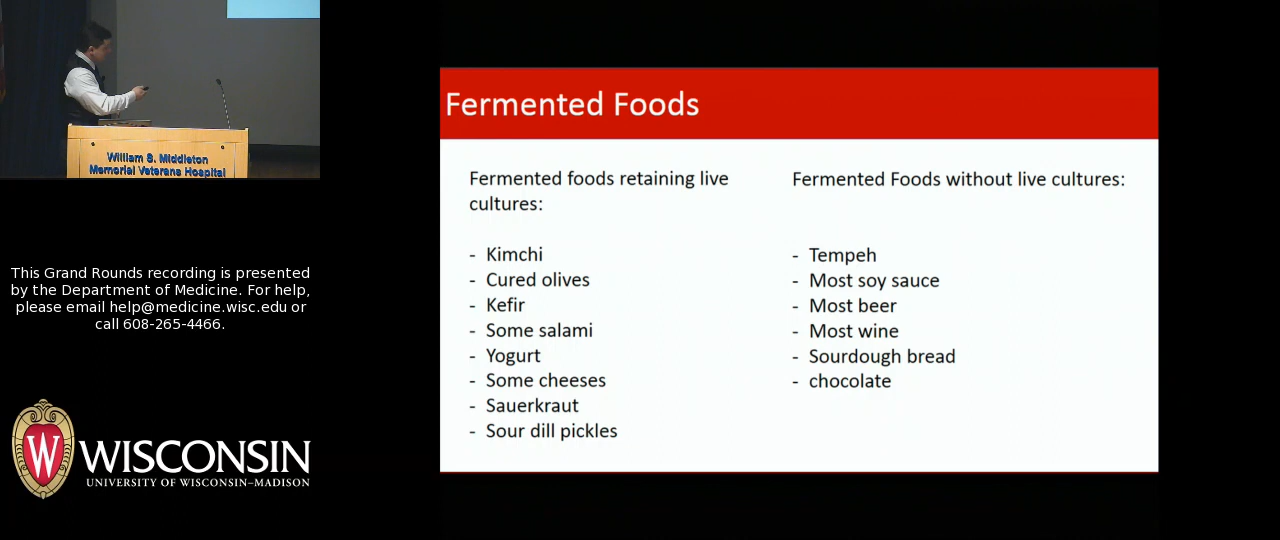 William S. Middleton
Memorial Veterans Hospital
This Grand Rounds recording is presented
by the Department of Medicine. For help,
please email help@medicine.wisc.edu or
call 608-265-4466.
W
WISCONSIN
UNIVERSITY OF WISCONSIN–MADISON
Fermented Foods
Fermented foods retaining live
cultures:
- Kimchi
- Cured olives
- Kefir
- Some salami
- Yogurt
- Some cheeses
- Sauerkraut
- Sour dill pickles
Fermented Foods without live cultures:
- Tempeh
- Most soy sauce
- Most beer
- Most wine
- Sourdough bread
- chocolate